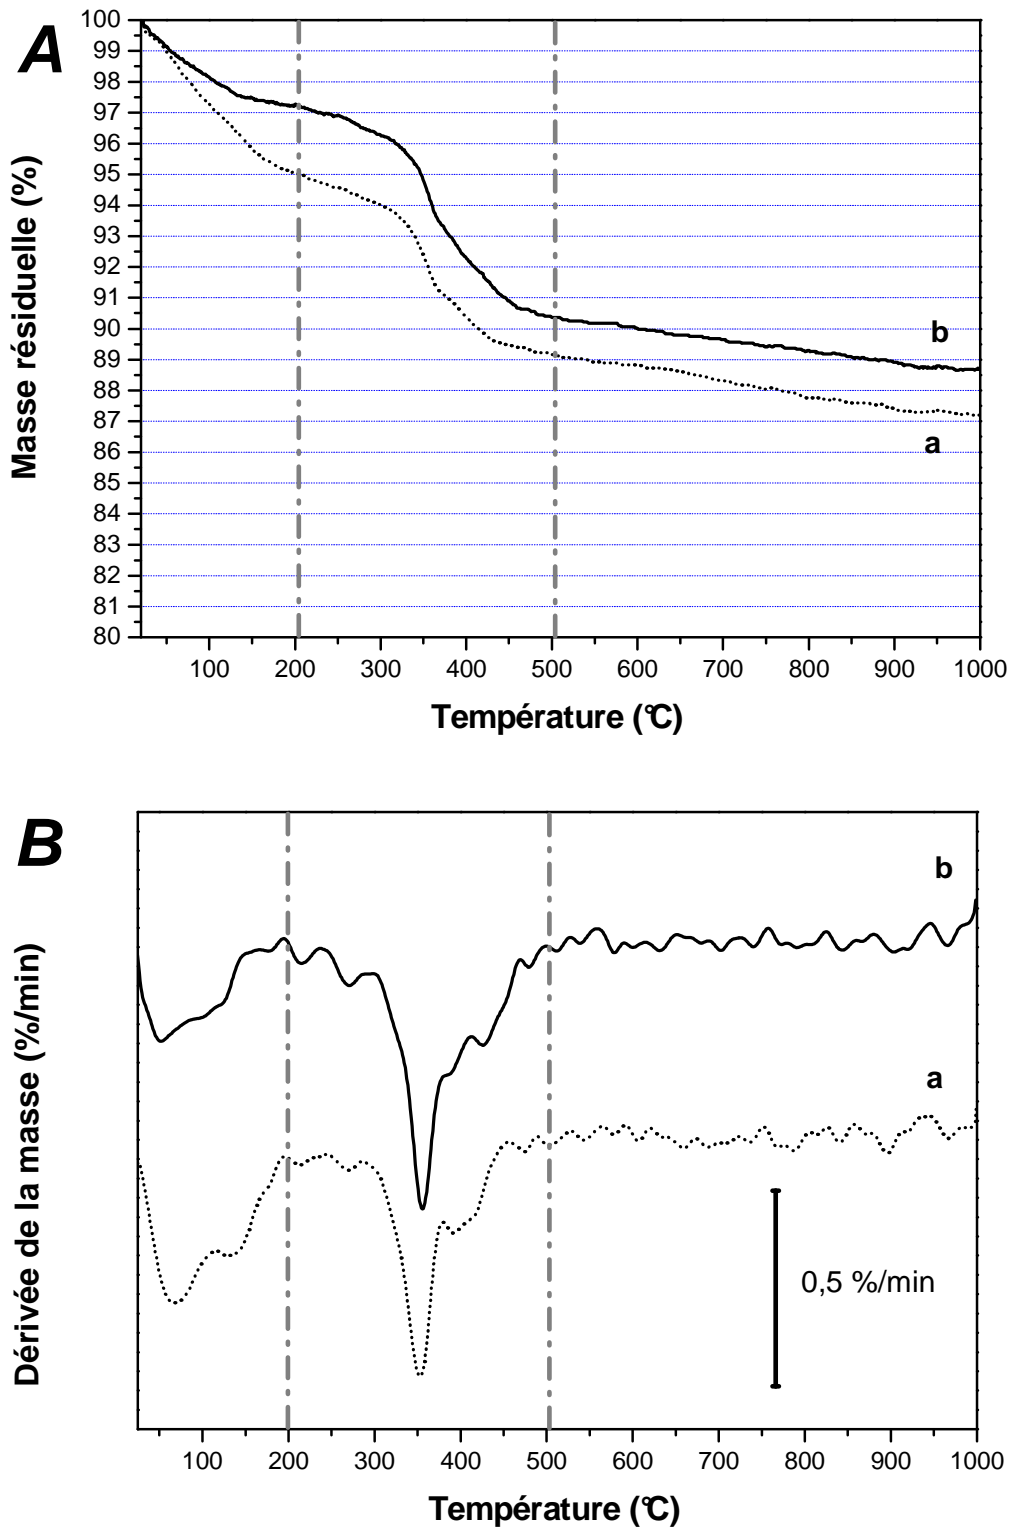 A
100
99
98
97
96
95
94
93
92
91
90
89
88
87
86
85
84
83
82
81
80
Masse résiduelle (%)
b
a
100 200 300 400 500 600 700 800 900 1000
Température (°C)
B
Dérivée de la masse (%/min)
b
a
0,5 %/min
100 200 300 400 500 600 700 800 900 1000
Température (°C)